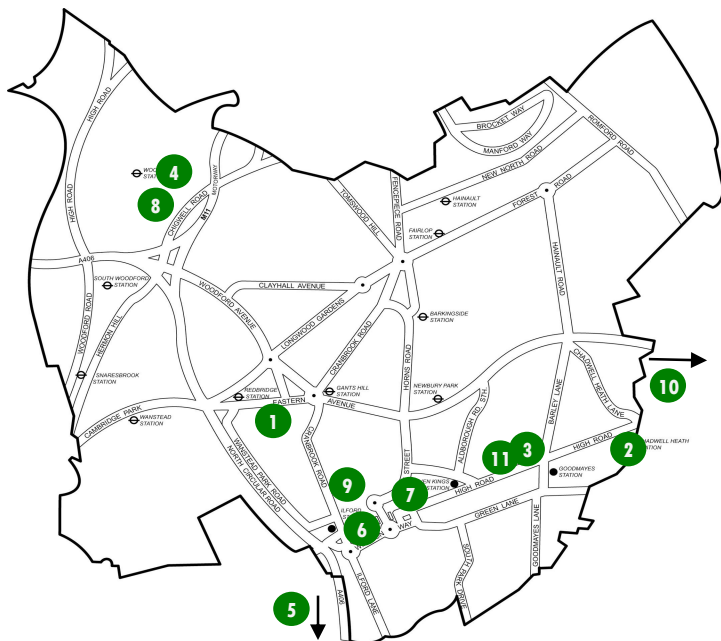 HIGH ROAD
BROCKET WAY
MANFORD WAY
ROMFORD ROAD
4
STATION
MOTORWAY
NEW NORTH ROAD
8
CHIGWELL ROAD
M11
TOMSWOOD HILL
FENCEPIECE ROAD
HAINAULT
STATION
FOREST ROAD
HIGH ROAD
FAIRLOP
STATION
HAINAULT ROAD
A406
SOUTH WOODFORD
STATION
WOODFORD AVENUE
CLAYHALL AVENUE
LONGWOOD GARDENS
WOODFORD ROAD
HERMON HILL
CRANBROOK ROAD
HORNS ROAD
BARKINGSIDE
STATION
SNARESBROOK
STATION
CHADWELL HEATH LANE
10
REDBRIDGE
STATION
GANTS HILL
STATION
NEWBURY PARK
STATION
BARLEY LANE
EASTERN AVENUE
CAMBRIDGE PARK
WANSTEAD
STATION
1
ALDBOROUGH RD STH.
CRANBROOK ROAD
WANSTEAD PARK ROAD
NORTH CIRCULAR ROAD
STREET
HIGH ROAD
2
3
11
GOODMAYES
STATION
9
7
HIGH ROAD
GREEN LANE
ILFORD
6
WAY
GOODMAYES LANE
SOUTH PARK DRIVE
5
A406
ILFORD LANE